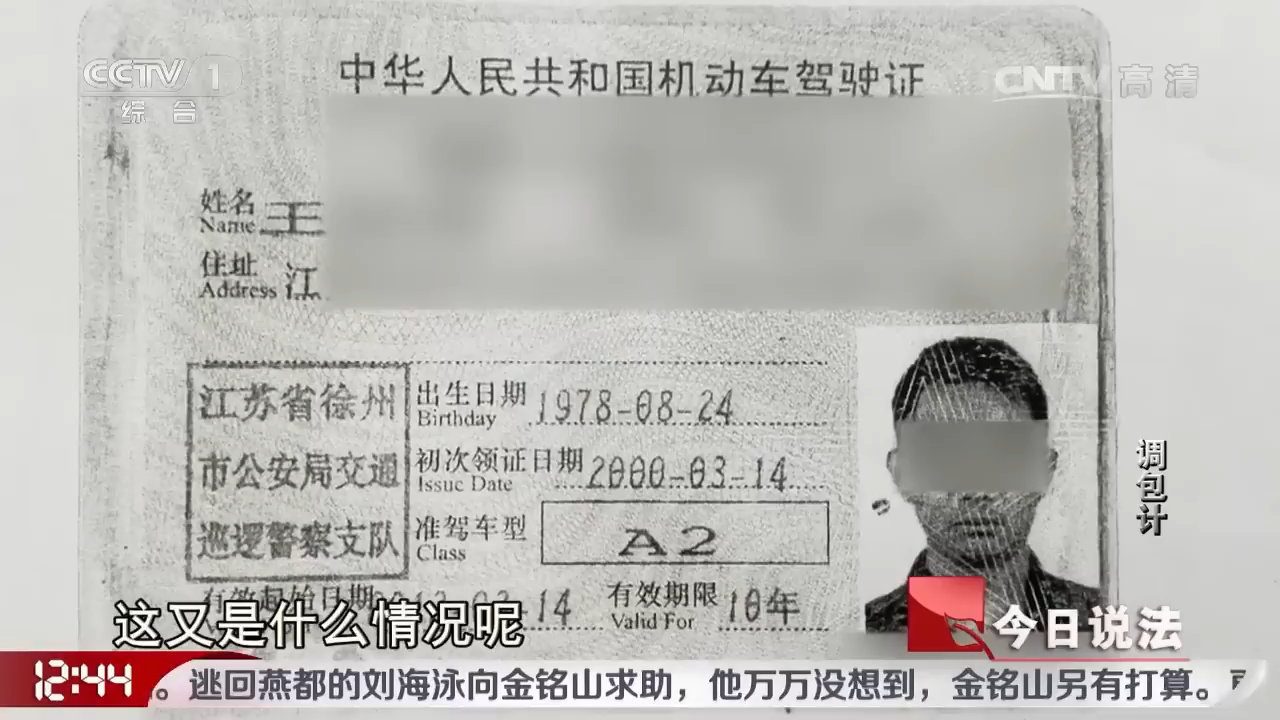 CCTV 1
综合
CNTV 高清
中华人民共和国机动车驾驶证
姓名 王
Name
住址 江
Address
江苏省徐州
市公安局交通
巡逻警察支队
出生日期 1978-08-24
Birthday
初次领证日期 2000-03-14
Issue Date
准驾车型 A2
Class
有效起始日期 14
有效期限 10年
Valid For
调包计
这又是什么情况呢
今日说法
12:44
。逃回燕都的刘海泳向金铭山求助，他万万没想到，金铭山另有打算。